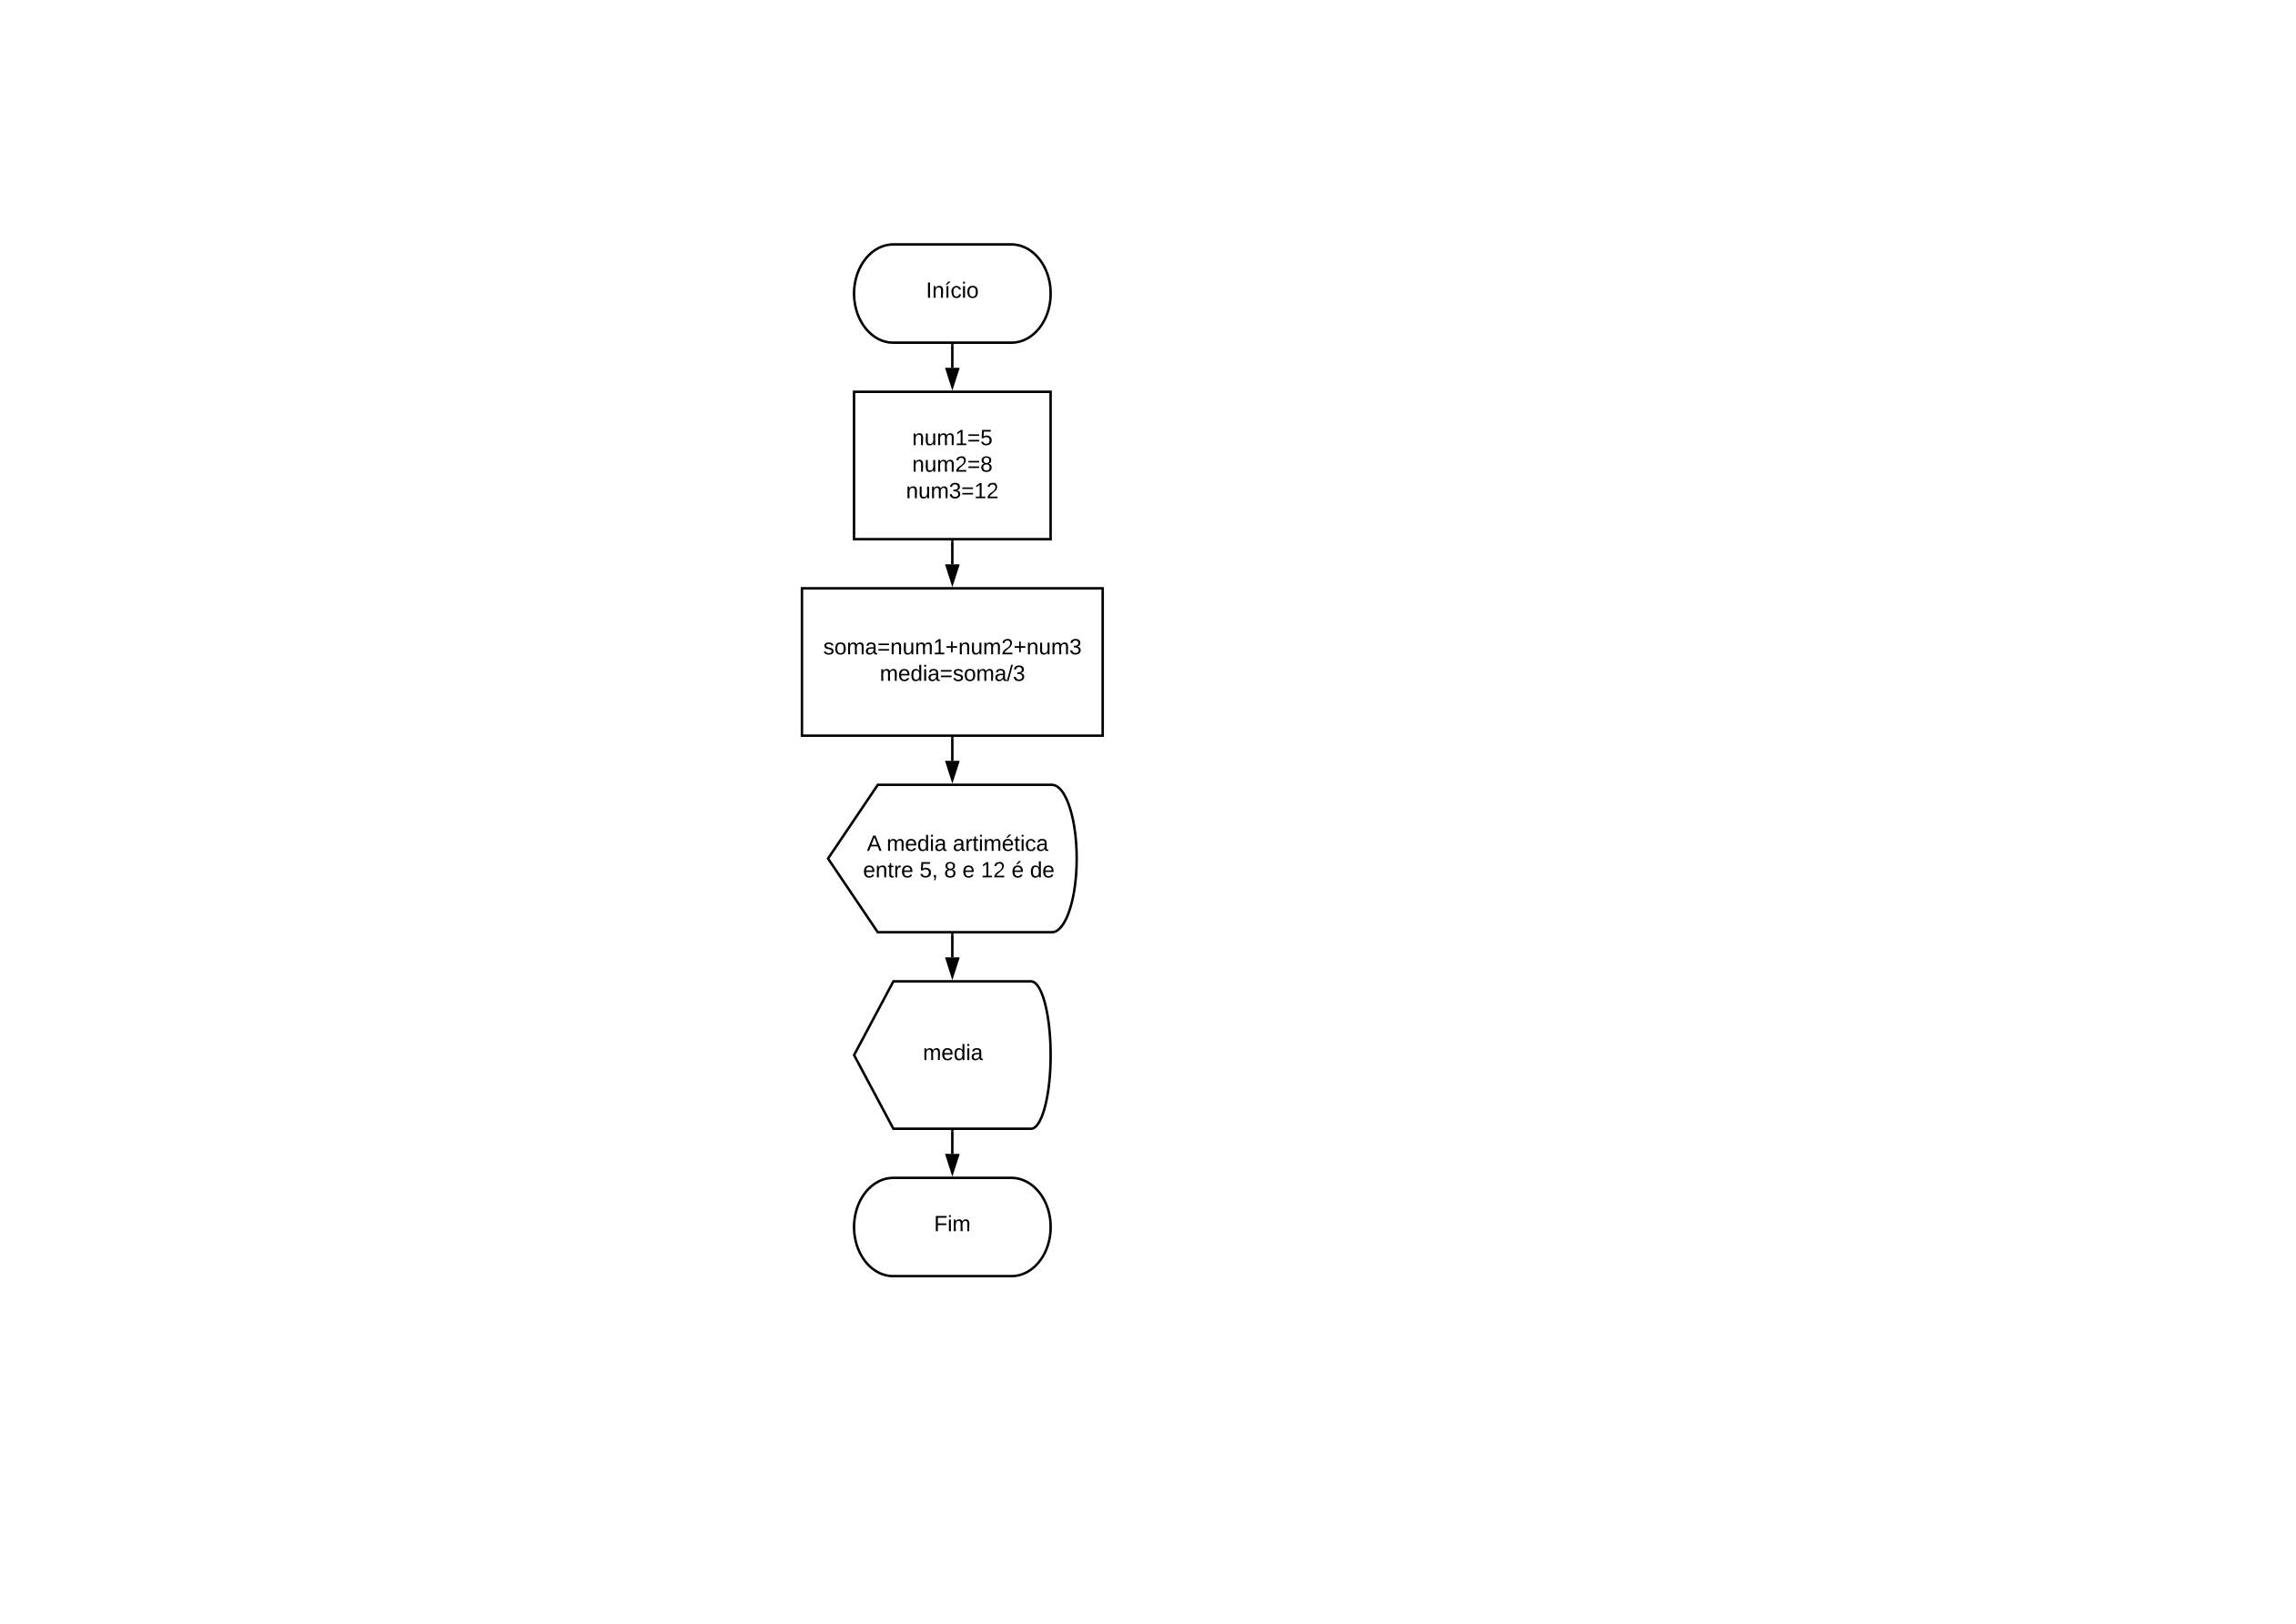 Início
num1=5
num2=8
num3=12
soma=num1+num2+num3
media=soma/3
A media artimética
entre 5, 8 e 12 é de
media
Fim